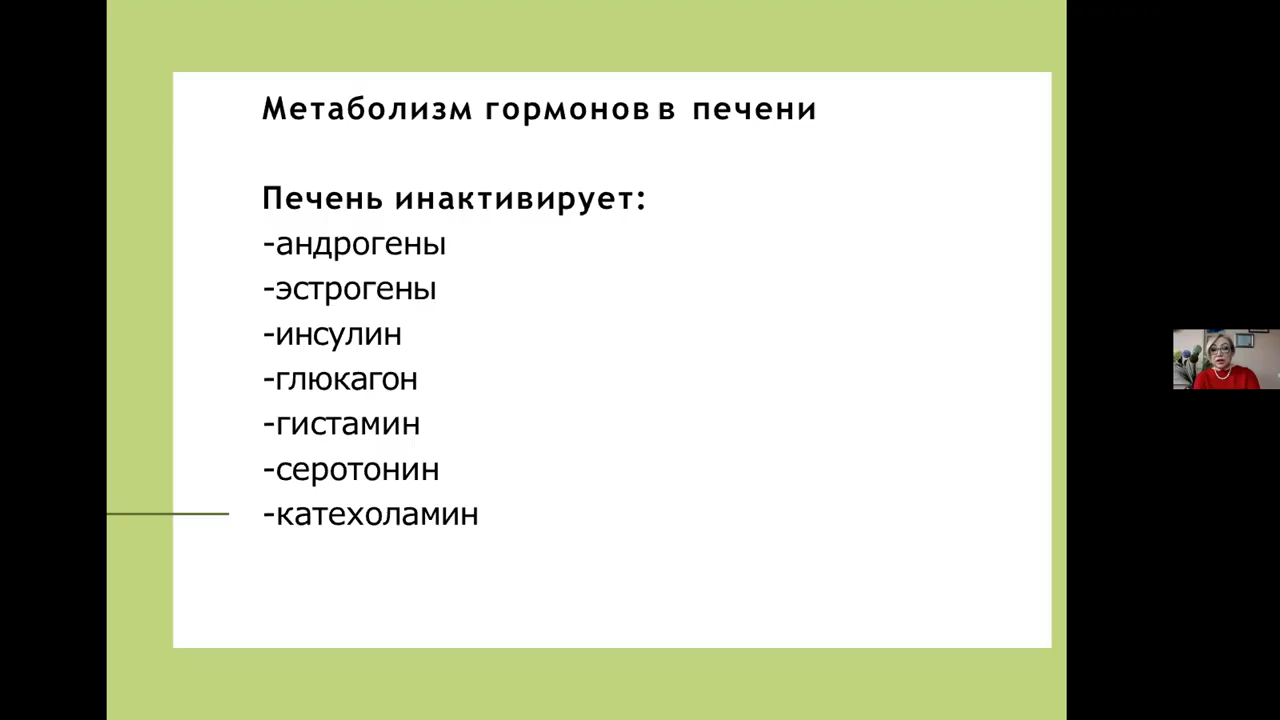 Метаболизм гормонов в печени
Печень инактивирует:
-андрогены
-эстрогены
-инсулин
-глюкагон
-гистамин
-серотонин
-катехоламин